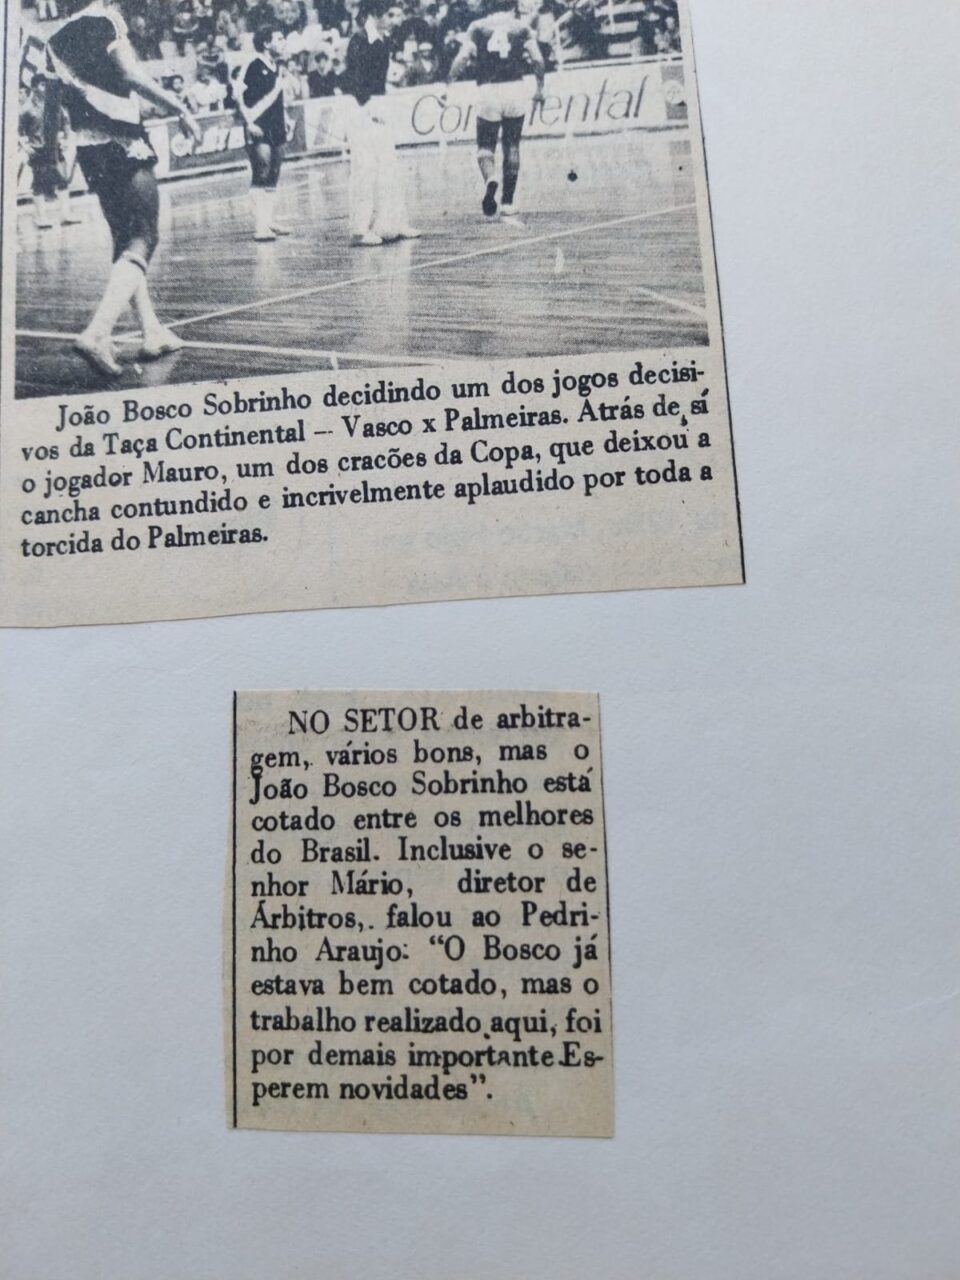 4
Continental
João Bosco Sobrinho decidindo um dos jogos decisi-
vos da Taça Continental -- Vasco x Palmeiras. Atrás de sí
o jogador Mauro, um dos cracões da Copa, que deixou a
cancha contundido e incrivelmente aplaudido por toda a
torcida do Palmeiras.
NO SETOR de arbitra-
gem, vários bons, mas o
João Bosco Sobrinho está
cotado entre os melhores
do Brasil. Inclusive o se-
nhor Mário, diretor de
Árbitros, falou ao Pedri-
nho Araujo: “O Bosco já
estava bem cotado, mas o
trabalho realizado aqui, foi
por demais importante.Es-
perem novidades”.